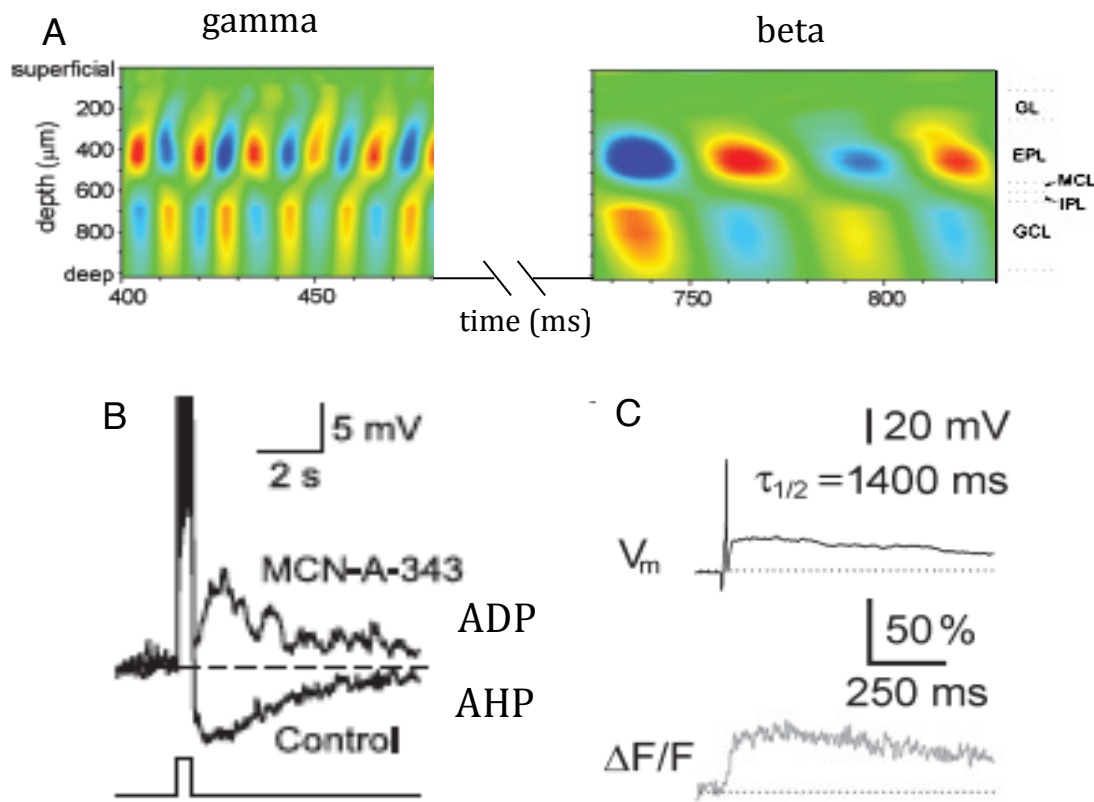 A
gamma
beta
superficial
200
400
600
800
deep
depth (μm)
400
450
time (ms)
750
800
GL
EPL
MCL
IPL
GCL
B
5 mV
2 s
MCN-A-343
ADP
AHP
Control
C
20 mV
τ1/2 =1400 ms
Vm
50 %
250 ms
ΔF/F